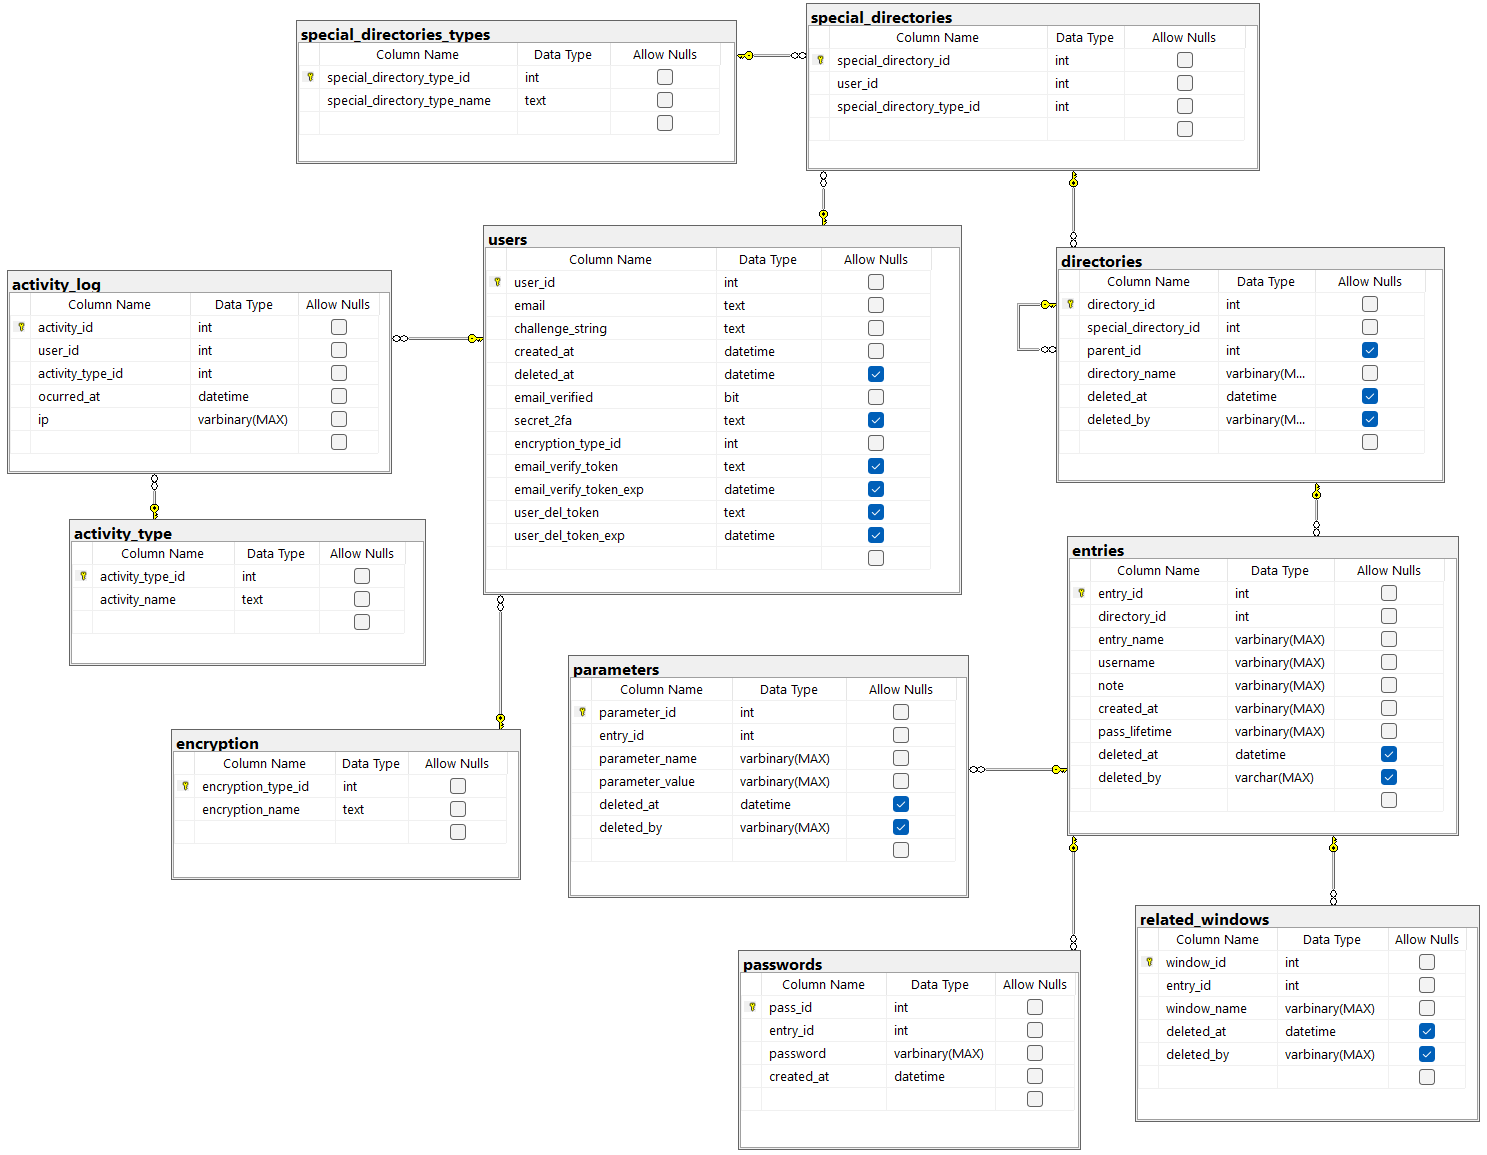 special_directories_types
Column Name Data Type Allow Nulls
special_directory_type_id int
special_directory_type_name text
special_directories
Column Name Data Type Allow Nulls
special_directory_id int
user_id int
special_directory_type_id int
users
Column Name Data Type Allow Nulls
user_id int
email text
challenge_string text
created_at datetime
deleted_at datetime
email_verified bit
secret_2fa text
encryption_type_id int
email_verify_token text
email_verify_token_exp datetime
user_del_token text
user_del_token_exp datetime
directories
Column Name Data Type Allow Nulls
directory_id int
special_directory_id int
parent_id int
directory_name varbinary(M...
deleted_at datetime
deleted_by varbinary(M...
activity_log
Column Name Data Type Allow Nulls
activity_id int
user_id int
activity_type_id int
ocurred_at datetime
ip varbinary(MAX)
activity_type
Column Name Data Type Allow Nulls
activity_type_id int
activity_name text
entries
Column Name Data Type Allow Nulls
entry_id int
directory_id int
entry_name varbinary(MAX)
username varbinary(MAX)
note varbinary(MAX)
created_at varbinary(MAX)
pass_lifetime varbinary(MAX)
deleted_at datetime
deleted_by varchar(MAX)
parameters
Column Name Data Type Allow Nulls
parameter_id int
entry_id int
parameter_name varbinary(MAX)
parameter_value varbinary(MAX)
deleted_at datetime
deleted_by varbinary(MAX)
encryption
Column Name Data Type Allow Nulls
encryption_type_id int
encryption_name text
passwords
Column Name Data Type Allow Nulls
pass_id int
entry_id int
password varbinary(MAX)
created_at datetime
related_windows
Column Name Data Type Allow Nulls
window_id int
entry_id int
window_name varbinary(MAX)
deleted_at datetime
deleted_by varbinary(MAX)